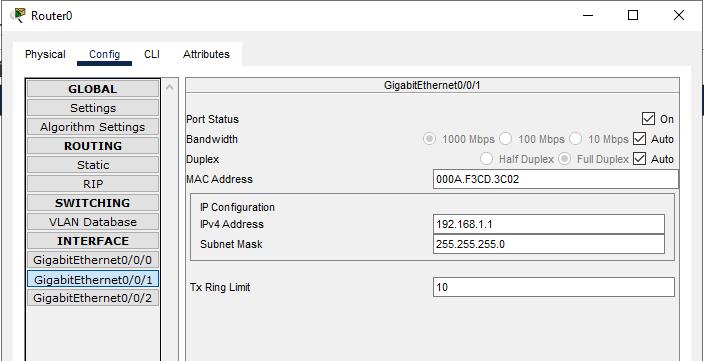 Router0
Physical Config CLI Attributes
GLOBAL
Settings
Algorithm Settings
ROUTING
Static
RIP
SWITCHING
VLAN Database
INTERFACE
GigabitEthernet0/0/0
GigabitEthernet0/0/1
GigabitEthernet0/0/2
GigabitEthernet0/0/1
Port Status On
Bandwidth 1000 Mbps 100 Mbps 10 Mbps Auto
Duplex Half Duplex Full Duplex Auto
MAC Address 000A.F3CD.3C02
IP Configuration
IPv4 Address 192.168.1.1
Subnet Mask 255.255.255.0
Tx Ring Limit 10